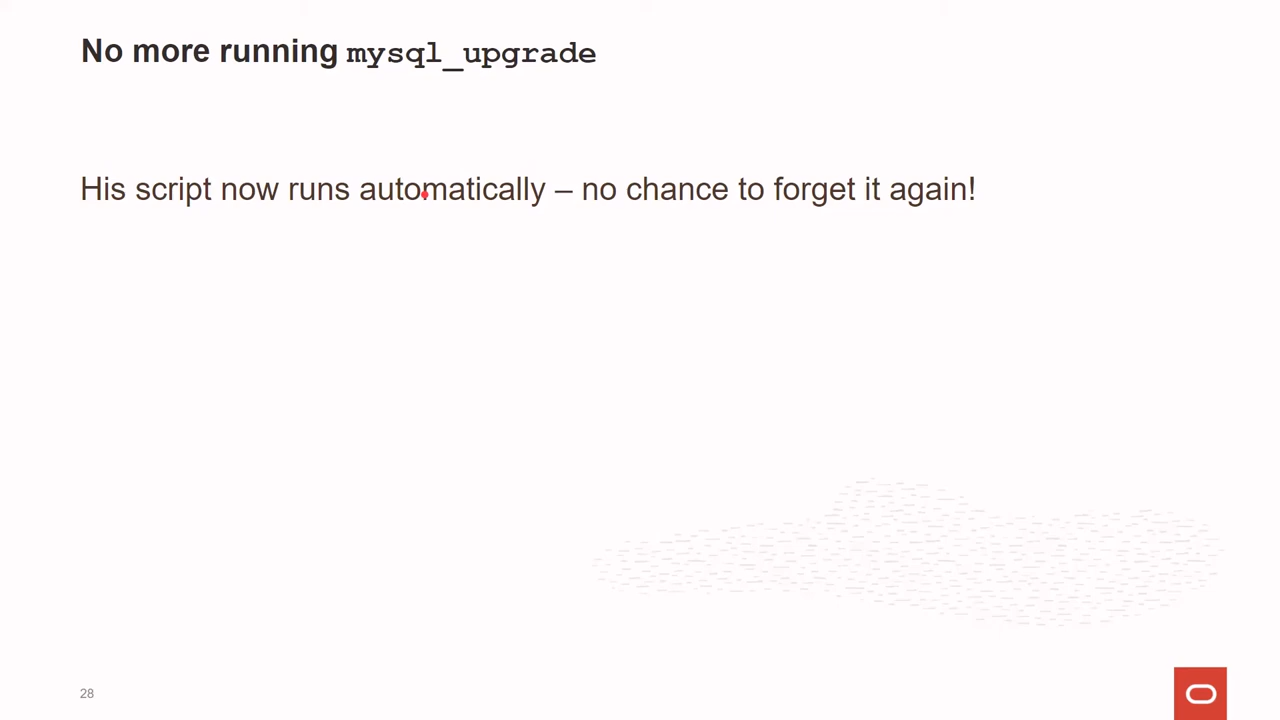 No more running mysql_upgrade
His script now runs automatically – no chance to forget it again!
28